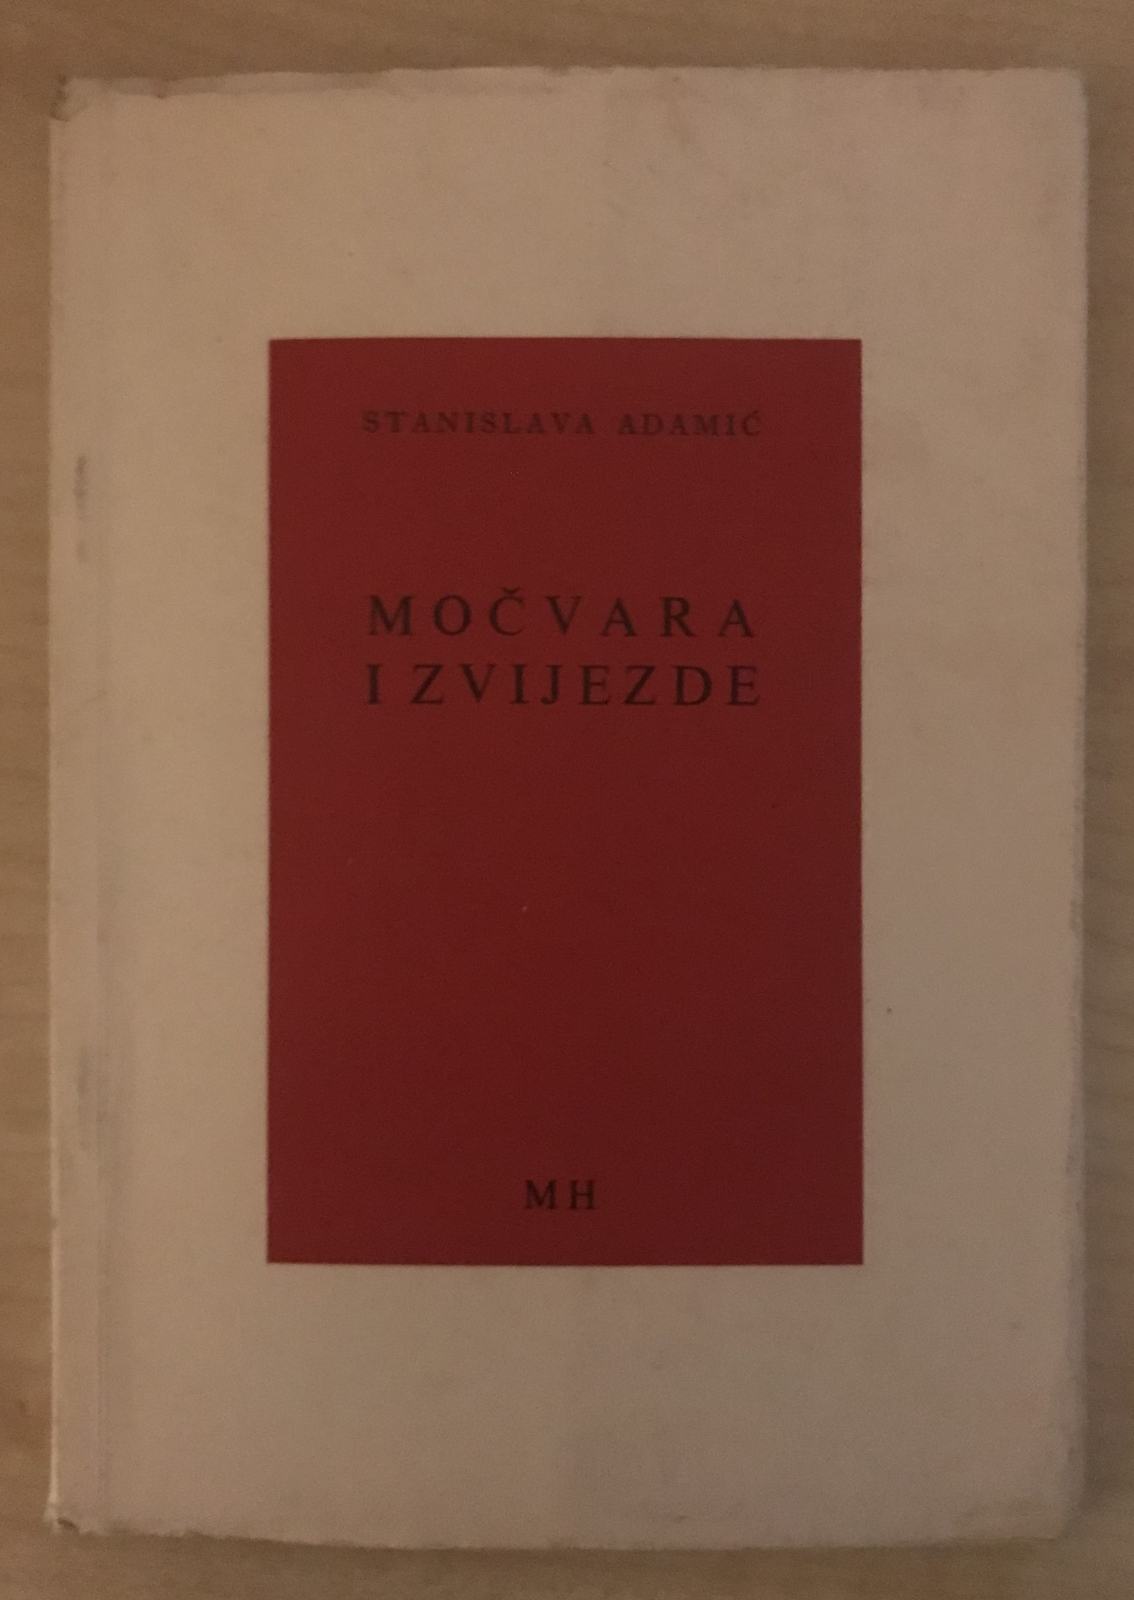 STANISLAVA ADAMIĆ
MOČVARA
I ZVIJEZDE
MH